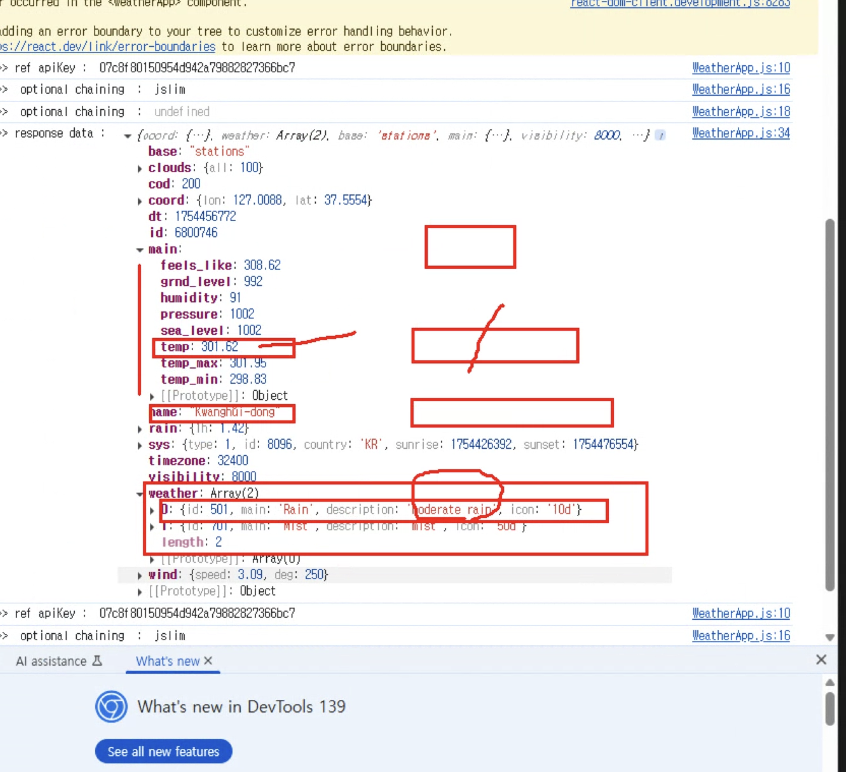 r occurred in the <WeatherApp> component.
react-dom-client.development.js:8283
adding an error boundary to your tree to customize error handling behavior.
s://react.dev/link/error-boundaries to learn more about error boundaries.
>> ref apiKey : 07c8f80150954d942a79882827366bc7 WeatherApp.js:10
>> optional chaining : jslim WeatherApp.js:16
>> optional chaining : undefined WeatherApp.js:18
>> response data : ▼ {coord: {…}, weather: Array(2), base: 'stations', main: {…}, visibility: 8000, …} i WeatherApp.js:34
base: "stations"
▶ clouds: {all: 100}
cod: 200
▶ coord: {lon: 127.0088, lat: 37.5554}
dt: 1754456772
id: 6800746
▼ main:
feels_like: 308.62
grnd_level: 992
humidity: 91
pressure: 1002
sea_level: 1002
temp: 301.62
temp_max: 301.95
temp_min: 298.83
▶ [[Prototype]]: Object
name: "Kwanghŭi-dong"
▶ rain: {1h: 1.42}
▶ sys: {type: 1, id: 8096, country: 'KR', sunrise: 1754426392, sunset: 1754476554}
timezone: 32400
visibility: 8000
▼ weather: Array(2)
▶ 0: {id: 501, main: 'Rain', description: 'moderate rain', icon: '10d'}
▶ 1: {id: 701, main: 'Mist', description: 'mist', icon: '50d'}
length: 2
▶ [[Prototype]]: Array(0)
▶ wind: {speed: 3.09, deg: 250}
▶ [[Prototype]]: Object
>> ref apiKey : 07c8f80150954d942a79882827366bc7 WeatherApp.js:10
>> optional chaining : jslim WeatherApp.js:16
AI assistance What's new ×
What's new in DevTools 139
See all new features